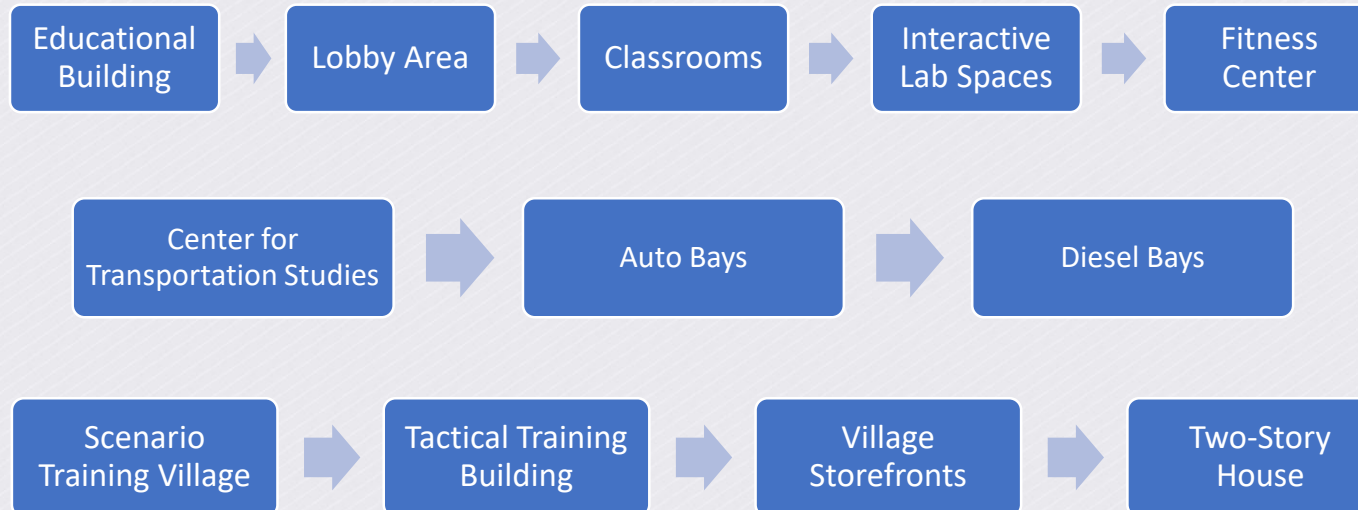 Educational
Building
Lobby Area
Classrooms
Interactive
Lab Spaces
Fitness
Center
Center for
Transportation Studies
Auto Bays
Diesel Bays
Scenario
Training Village
Tactical Training
Building
Village
Storefronts
Two-Story
House